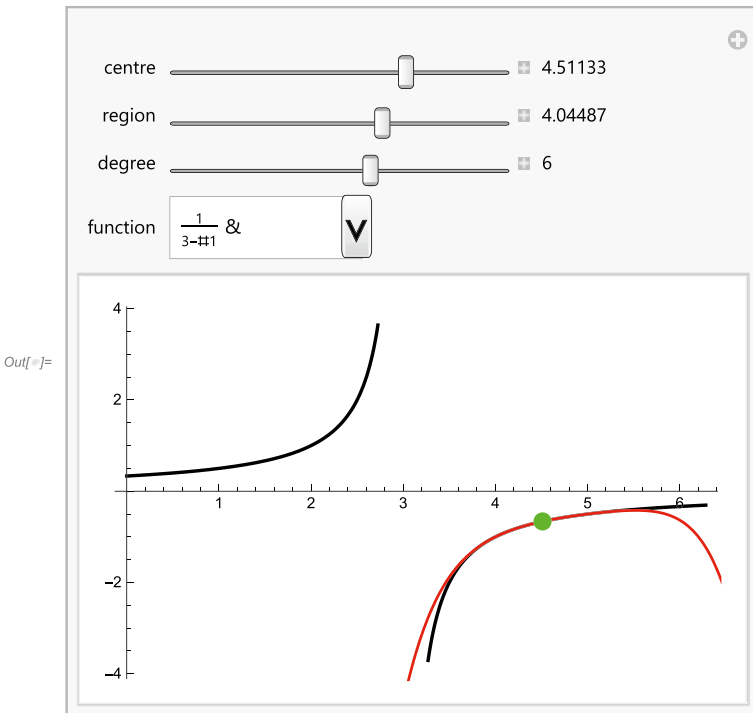 centre 4.51133
region 4.04487
degree 6
function 1/3-#1 &
Out[ ]=
4
2
1 2 3 4 5 6
-2
-4